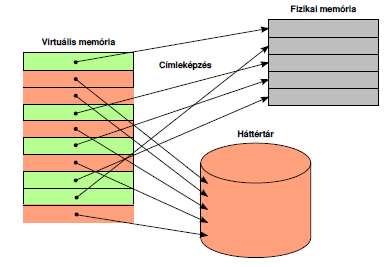 Fizikai memória
Virtuális memória
Címleképzés
Háttértár